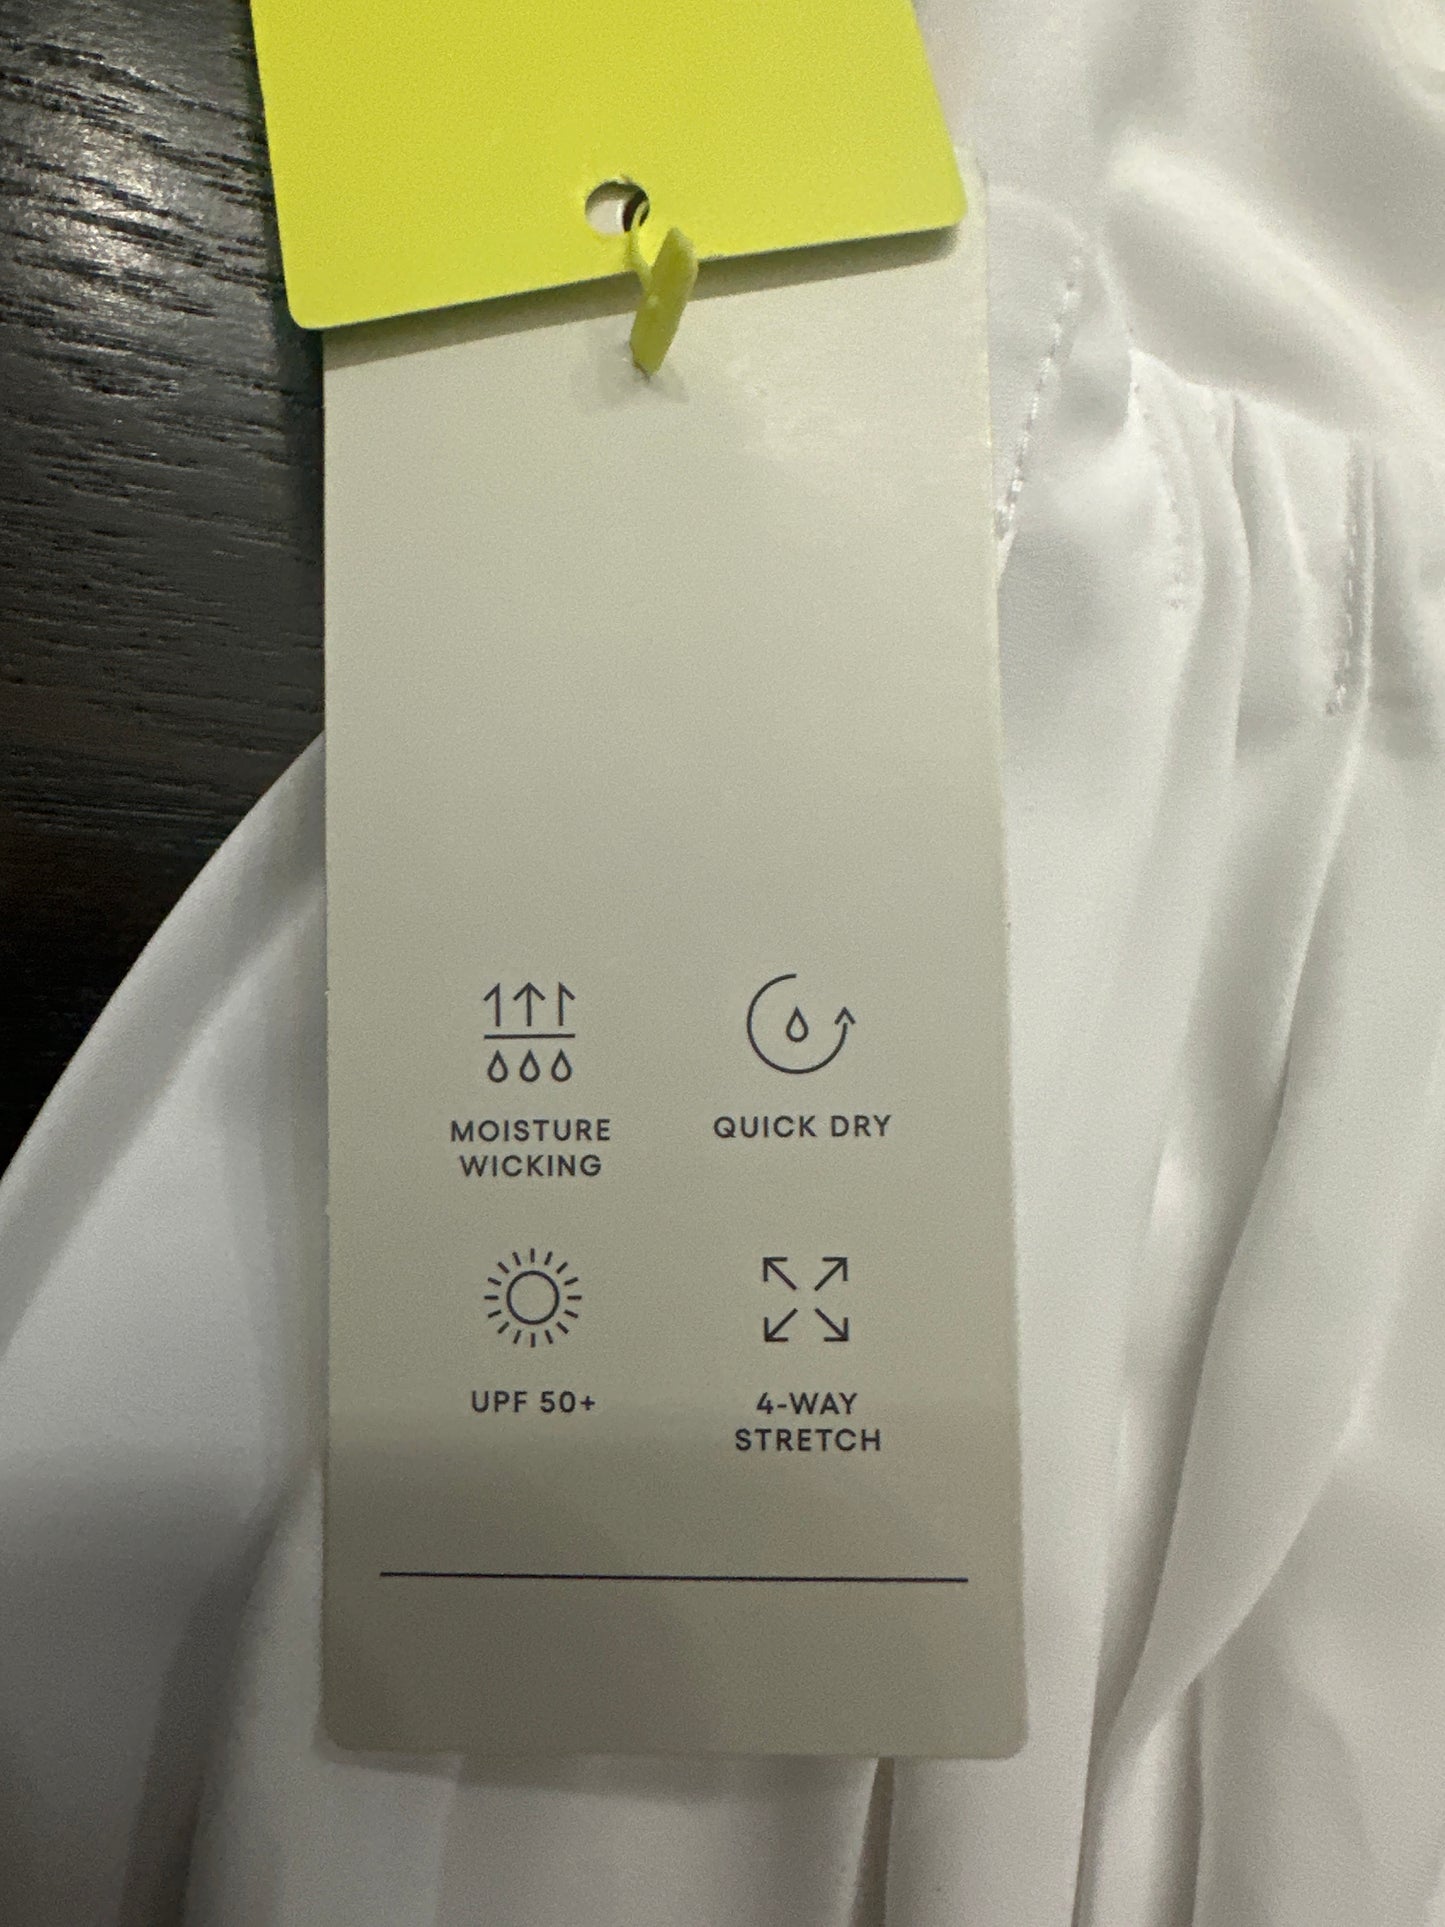 MOISTURE
WICKING
QUICK DRY
UPF 50+
4-WAY
STRETCH